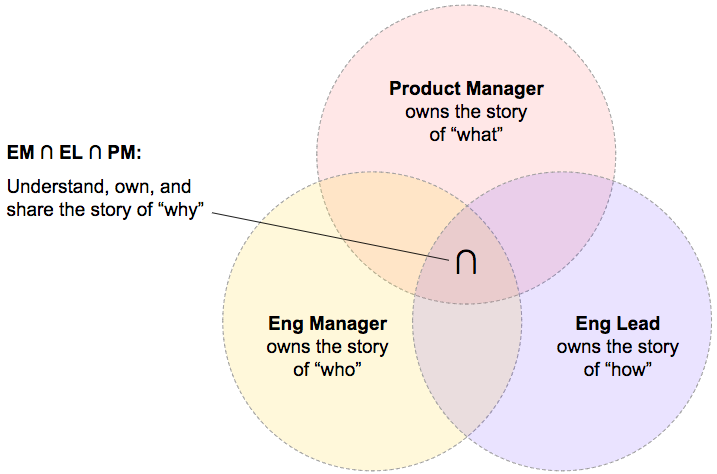 Product Manager
owns the story
of “what”
EM ∩ EL ∩ PM:
Understand, own, and
share the story of “why”
∩
Eng Manager
owns the story
of “who”
Eng Lead
owns the story
of “how”